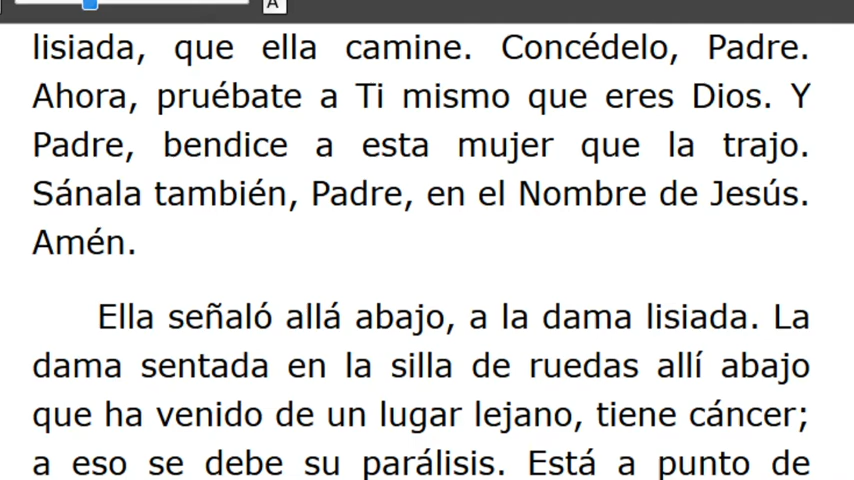 A
lisiada, que ella camine. Concédelo, Padre.
Ahora, pruébate a Ti mismo que eres Dios. Y
Padre, bendice a esta mujer que la trajo.
Sánala también, Padre, en el Nombre de Jesús.
Amén.
Ella señaló allá abajo, a la dama lisiada. La
dama sentada en la silla de ruedas allí abajo
que ha venido de un lugar lejano, tiene cáncer;
a eso se debe su parálisis. Está a punto de